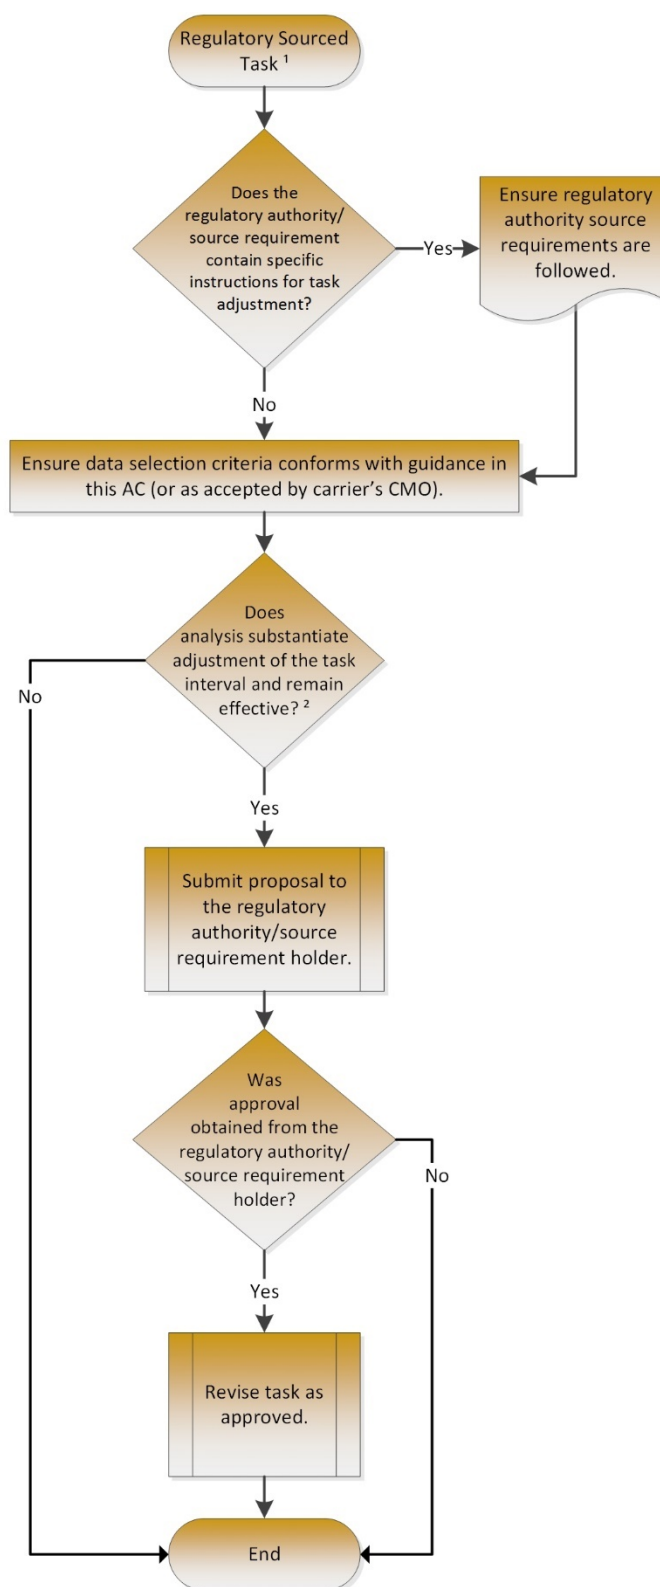 Regulatory Sourced
Task ¹
Does the
regulatory authority/
source requirement
contain specific
instructions for task
adjustment?
Yes
Ensure regulatory
authority source
requirements are
followed.
No
Ensure data selection criteria conforms with guidance in
this AC (or as accepted by carrier’s CMO).
Does
analysis substantiate
adjustment of the task
interval and remain
effective? ²
No
Yes
Submit proposal to
the regulatory
authority/source
requirement holder.
Was
approval
obtained from the
regulatory authority/
source requirement
holder?
No
Yes
Revise task as
approved.
End